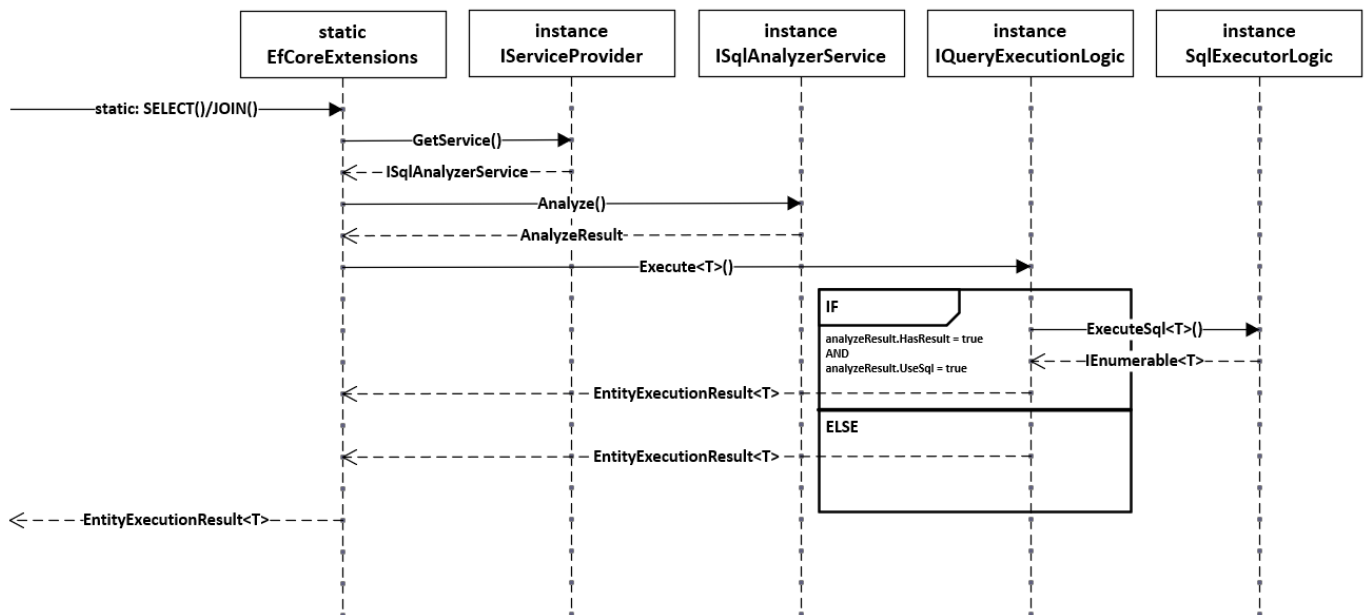 static
EfCoreExtensions
instance
IServiceProvider
instance
ISqlAnalyzerService
instance
IQueryExecutionLogic
instance
SqlExecutorLogic
static: SELECT()/JOIN()
GetService()
ISqlAnalyzerService
Analyze()
AnalyzeResult
Execute<T>()
IF
analyzeResult.HasResult = true
AND
analyzeResult.UseSql = true
ExecuteSql<T>()
IEnumerable<T>
EntityExecutionResult<T>
ELSE
EntityExecutionResult<T>
EntityExecutionResult<T>